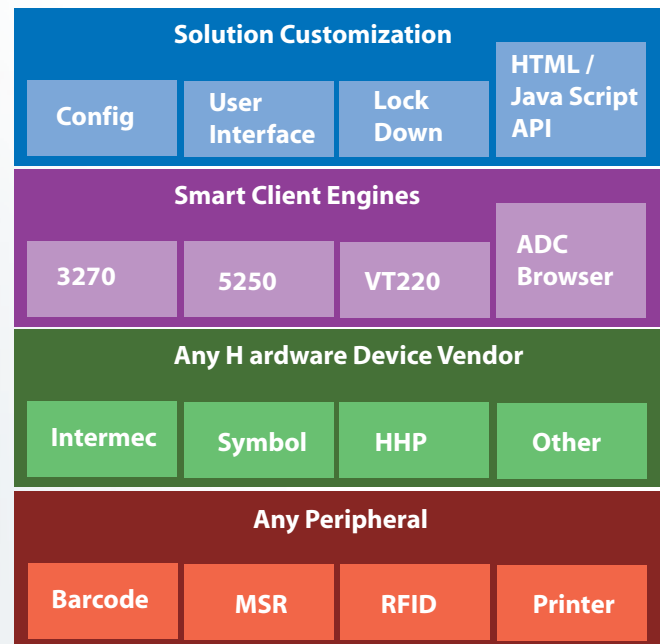 Solution Customization
Config
User
Interface
Lock
Down
HTML /
Java Script
API
Smart Client Engines
3270
5250
VT220
ADC
Browser
Any H ardware Device Vendor
Intermec
Symbol
HHP
Other
Any Peripheral
Barcode
MSR
RFID
Printer